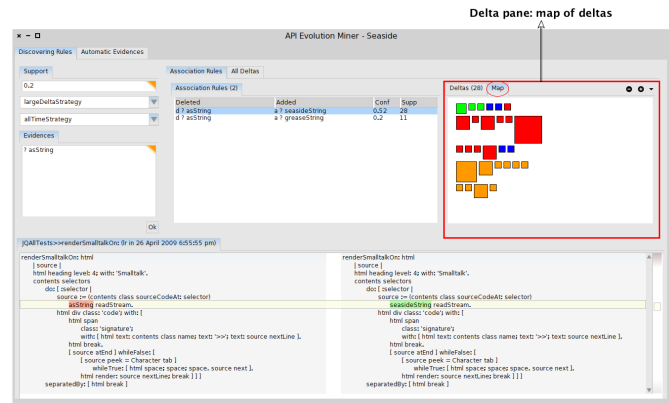 Delta pane: map of deltas
API Evolution Miner - Seaside
Discovering Rules Automatic Evidences
Support
0.2
largeDeltaStrategy
allTimeStrategy
Evidences
? asString
Ok
Association Rules All Deltas
Association Rules (2)
Deleted Added Conf Supp
d ? asString a ? seasideString 0.52 28
d ? asString a ? greaseString 0.2 11
Deltas (28) Map
JQAllTests>>renderSmalltalkOn: (lr in 26 April 2009 6:55:55 pm)
renderSmalltalkOn: html
| source |
html heading level: 4; with: 'Smalltalk'.
contents selectors
do: [ :selector |
source := (contents class sourceCodeAt: selector)
asString readStream.
html div class: 'code'; with: [
html span
class: 'signature';
with: [ html text: contents class name; text: '>>'; text: source nextLine ].
html break.
[ source atEnd ] whileFalse: [
[ source peek = Character tab ]
whileTrue: [ html space; space; space, source next ].
html render: source nextLine; break ] ] ]
separatedBy: [ html break ]
renderSmalltalkOn: html
| source |
html heading level: 4; with: 'Smalltalk'.
contents selectors
do: [ :selector |
source := (contents class sourceCodeAt: selector)
seasideString readStream.
html div class: 'code'; with: [
html span
class: 'signature';
with: [ html text: contents class name; text: '>>'; text: source nextLine ].
html break.
[ source atEnd ] whileFalse: [
[ source peek = Character tab ]
whileTrue: [ html space; space; space, source next ].
html render: source nextLine; break ] ] ]
separatedBy: [ html break ]